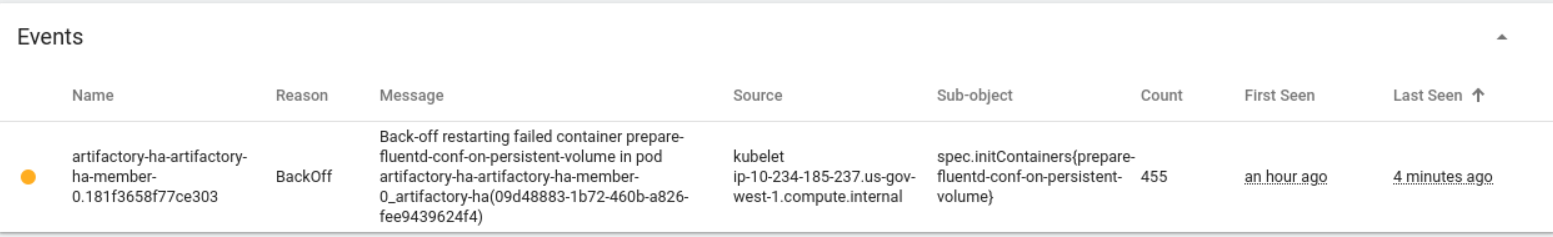 Events
Name Reason Message Source Sub-object Count First Seen Last Seen ↑
artifactory-ha-artifactory-
ha-member-
0.181f3658f77ce303
BackOff
Back-off restarting failed container prepare-
fluentd-conf-on-persistent-volume in pod
artifactory-ha-artifactory-ha-member-
0_artifactory-ha(09d48883-1b72-460b-a826-
fee9439624f4)
kubelet
ip-10-234-185-237.us-gov-
west-1.compute.internal
spec.initContainers{prepare-
fluentd-conf-on-persistent-
volume}
455
an hour ago
4 minutes ago